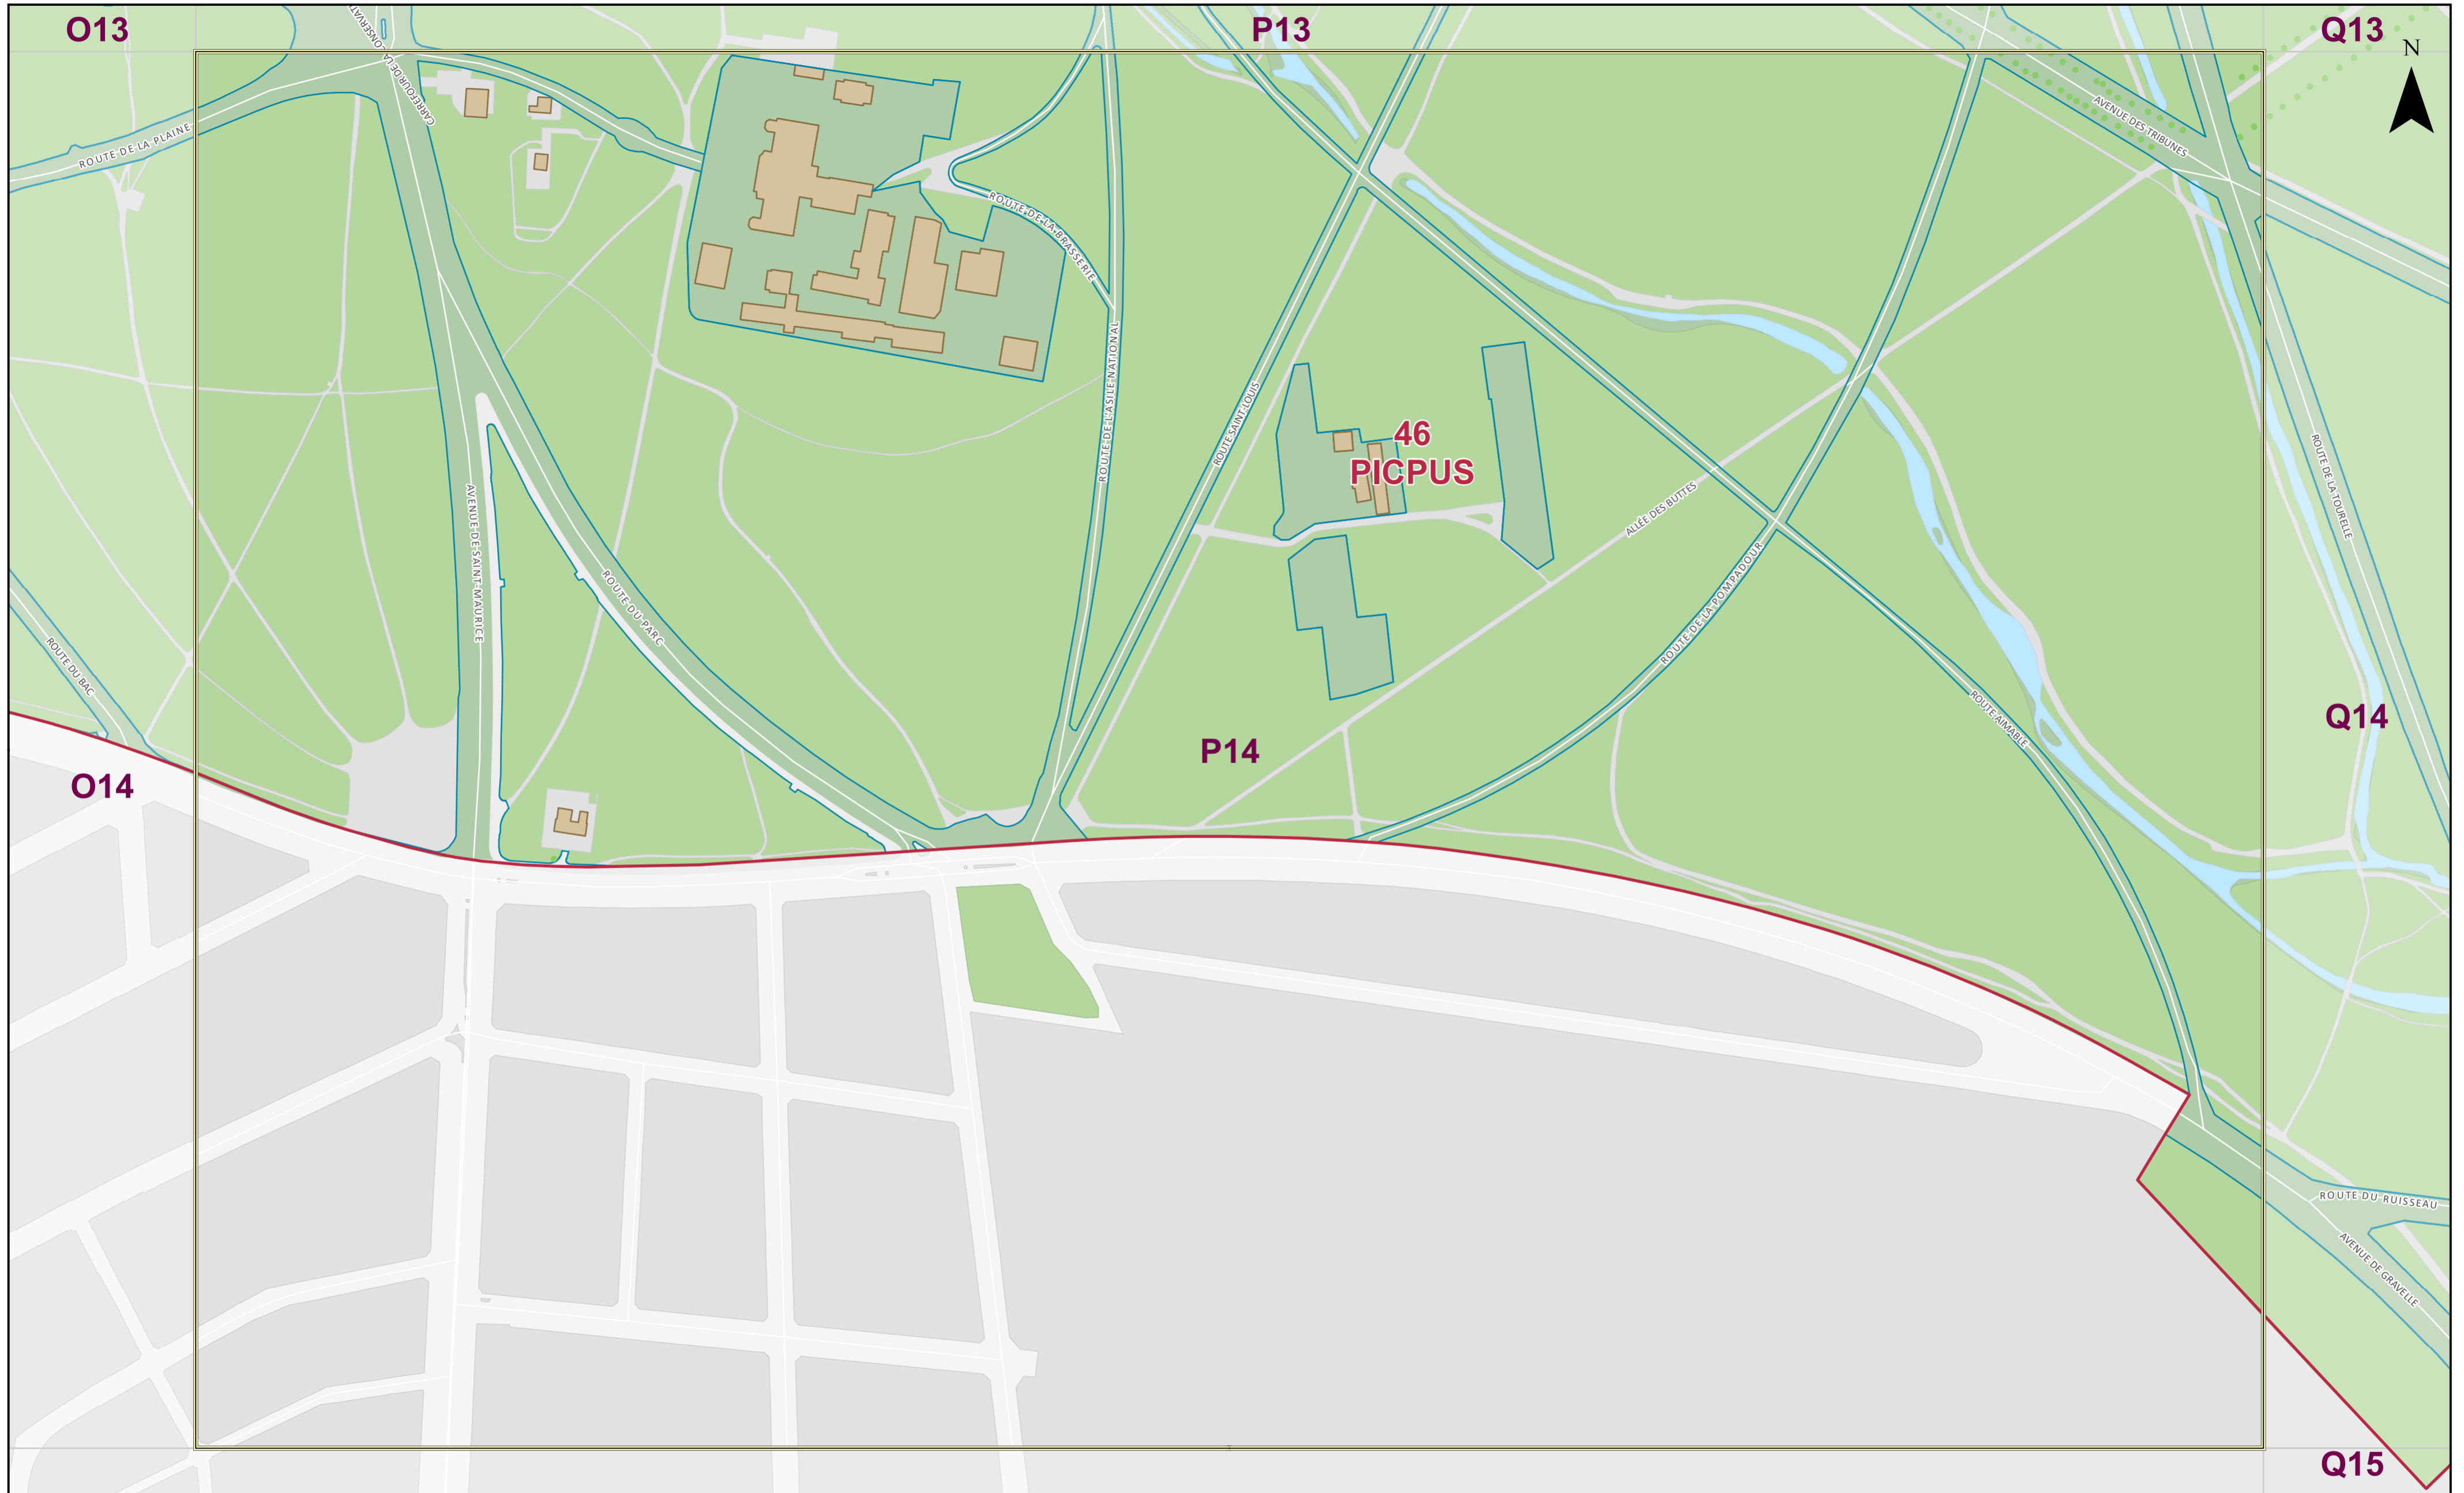 O13
P13
Q13
N
CARREFOUR DE LA CONSERVAT
ROUTE DE LA PLAINE
AVENUE DES TRIBUNES
ROUTE DE LA BRASSERIE
ROUTE DE L'ASILE NATIONAL
ROUTE SAINT-LOUIS
46
PICPUS
ROUTE DE LA TOURELLE
AVENUE DE SAINT-MAURICE
ALLÉE DES BUTTES
ROUTE DU PARC
ROUTE DE LA POMPADOUR
ROUTE DU BAC
ROUTE AIMABLE
Q14
P14
O14
ROUTE DU RUISSEAU
AVENUE DE GRAVELLE
Q15